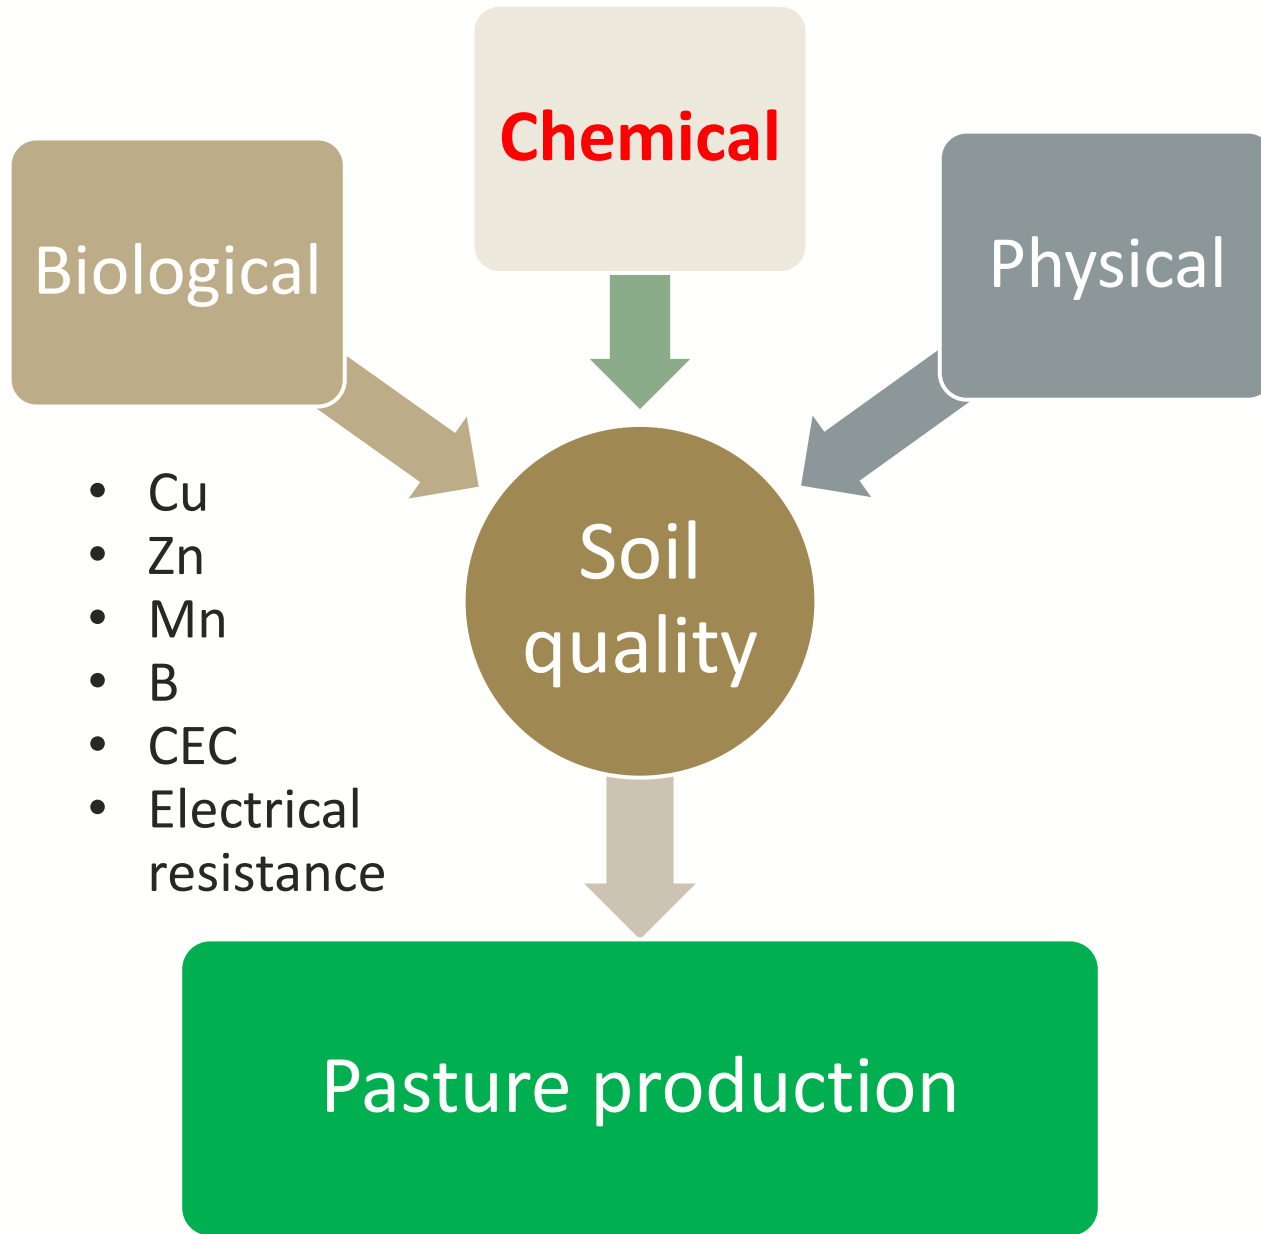 Chemical
Biological
Physical
• Cu
• Zn
• Mn
• B
• CEC
• Electrical
resistance
Soil
quality
Pasture production